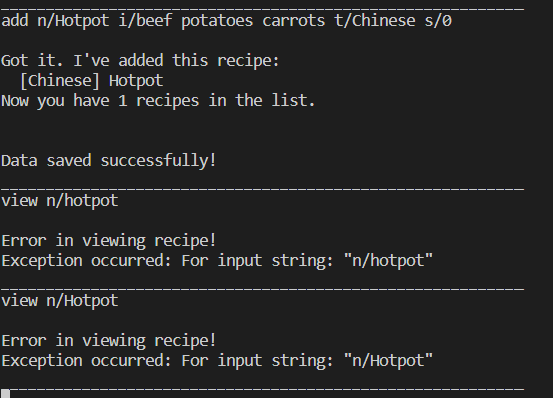 ____________________________________________________________
add n/Hotpot i/beef potatoes carrots t/Chinese s/0
Got it. I've added this recipe:
[Chinese] Hotpot
Now you have 1 recipes in the list.
Data saved successfully!
____________________________________________________________
view n/hotpot
Error in viewing recipe!
Exception occurred: For input string: "n/hotpot"
____________________________________________________________
view n/Hotpot
Error in viewing recipe!
Exception occurred: For input string: "n/Hotpot"
____________________________________________________________